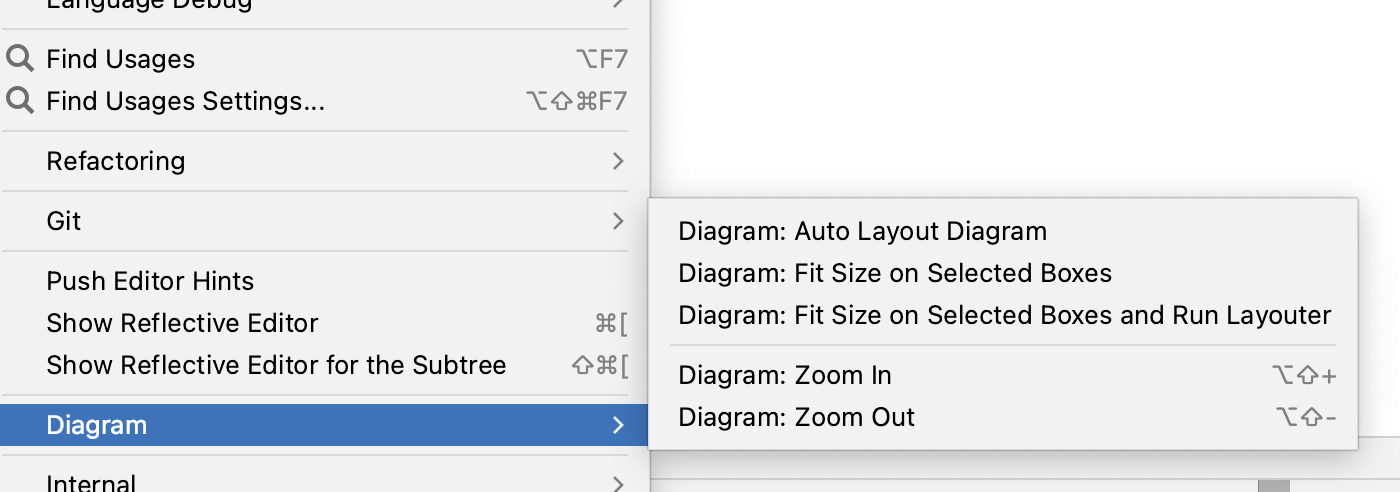 Language Debug
Find Usages ⌥F7
Find Usages Settings... ⌥⇧⌘F7
Refactoring
Git
Push Editor Hints
Show Reflective Editor ⌘[
Show Reflective Editor for the Subtree ⇧⌘[
Diagram
Internal
Diagram: Auto Layout Diagram
Diagram: Fit Size on Selected Boxes
Diagram: Fit Size on Selected Boxes and Run Layouter
Diagram: Zoom In ⌥⇧+
Diagram: Zoom Out ⌥⇧-